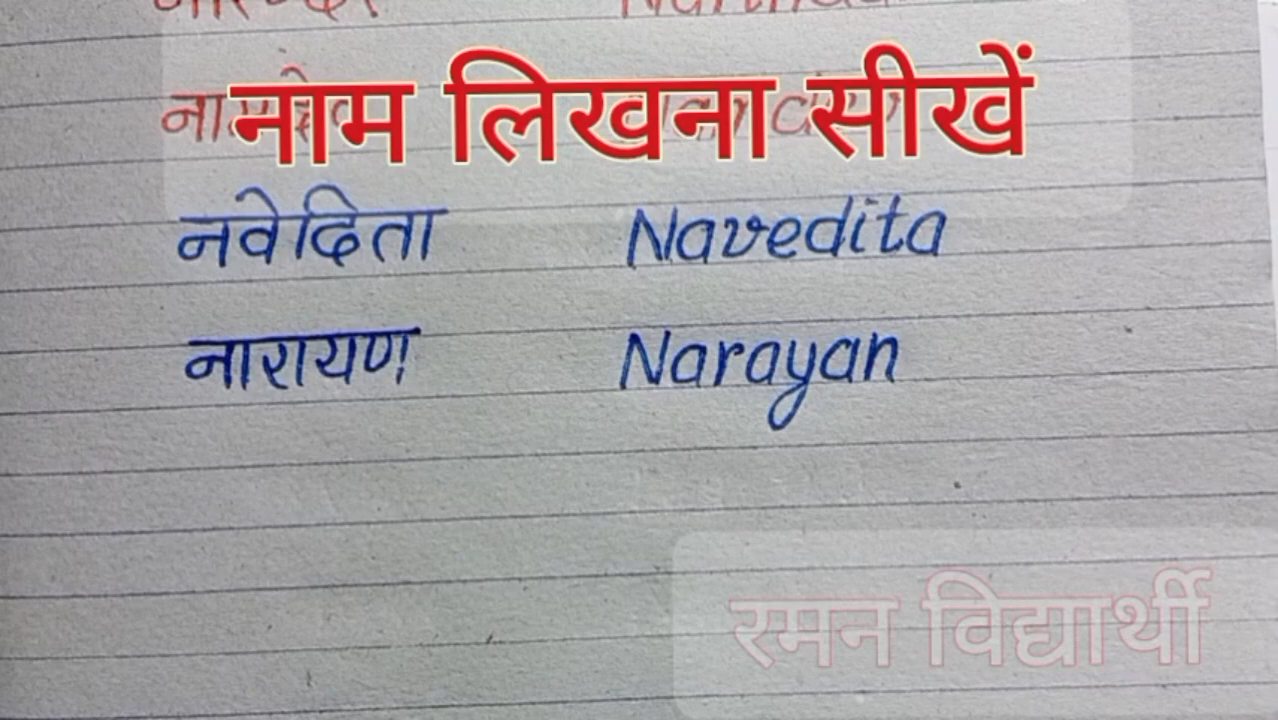 नाम लिखना सीखें
नवेदिता Navedita
नारायण Narayan
रमन विद्यार्थी